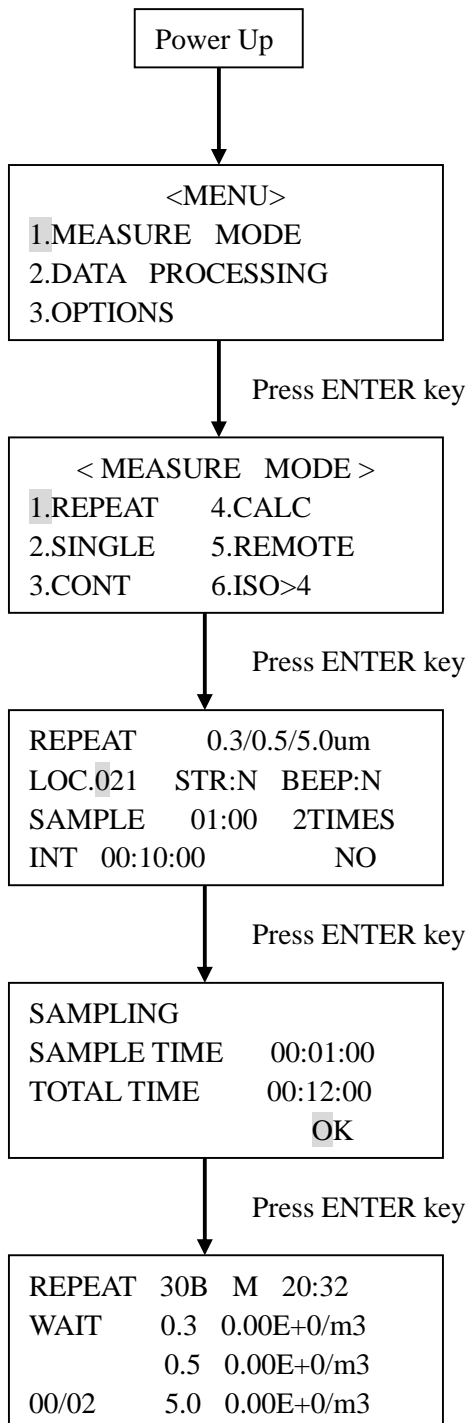 Power Up
<MENU>
1.MEASURE MODE
2.DATA PROCESSING
3.OPTIONS
Press ENTER key
< MEASURE MODE >
1.REPEAT 4.CALC
2.SINGLE 5.REMOTE
3.CONT 6.ISO>4
Press ENTER key
REPEAT 0.3/0.5/5.0um
LOC.021 STR:N BEEP:N
SAMPLE 01:00 2TIMES
INT 00:10:00 NO
Press ENTER key
SAMPLING
SAMPLE TIME 00:01:00
TOTAL TIME 00:12:00
OK
Press ENTER key
REPEAT 30B M 20:32
WAIT 0.3 0.00E+0/m3
0.5 0.00E+0/m3
00/02 5.0 0.00E+0/m3